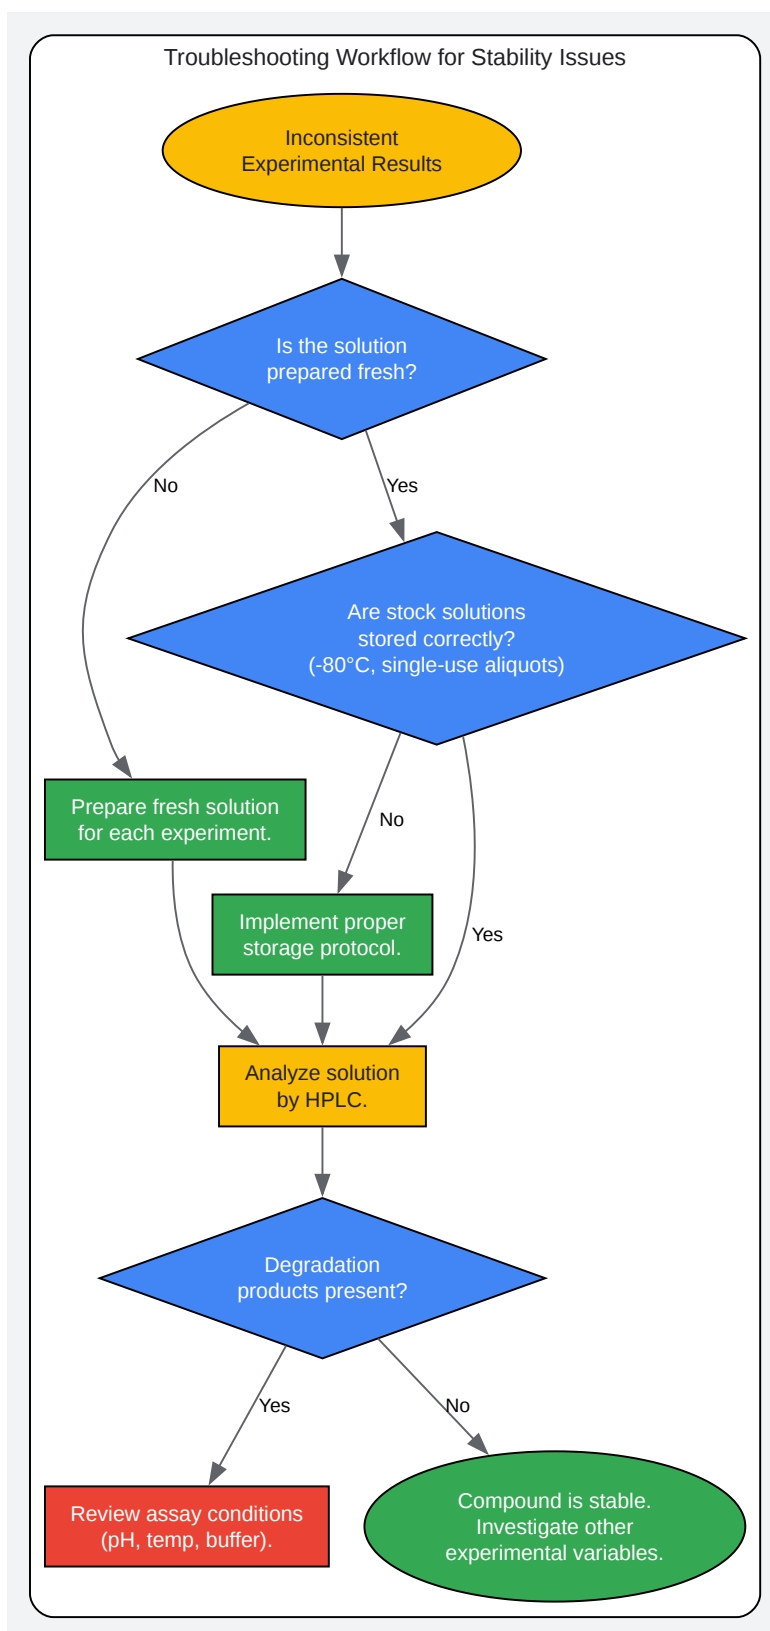 Troubleshooting Workflow for Stability Issues
Inconsistent
Experimental Results
Is the solution
prepared fresh?
No
Yes
Are stock solutions
stored correctly?
(-80°C, single-use aliquots)
Prepare fresh solution
for each experiment.
No
Implement proper
storage protocol.
Yes
Analyze solution
by HPLC.
Degradation
products present?
Yes
No
Review assay conditions
(pH, temp, buffer).
Compound is stable.
Investigate other
experimental variables.